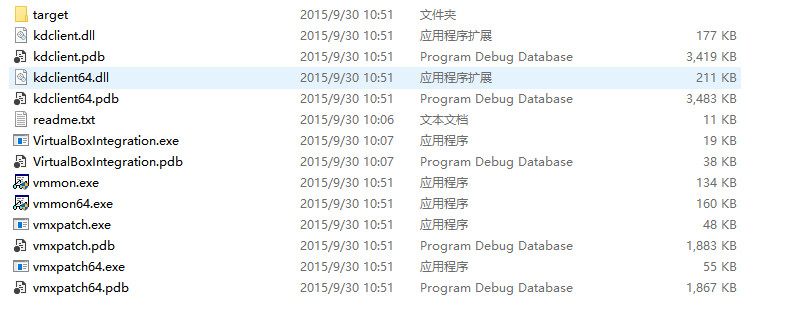 target 2015/9/30 10:51 文件夹
kdclient.dll 2015/9/30 10:51 应用程序扩展 177 KB
kdclient.pdb 2015/9/30 10:51 Program Debug Database 3,419 KB
kdclient64.dll 2015/9/30 10:51 应用程序扩展 211 KB
kdclient64.pdb 2015/9/30 10:51 Program Debug Database 3,483 KB
readme.txt 2015/9/30 10:06 文本文档 11 KB
VirtualBoxIntegration.exe 2015/9/30 10:07 应用程序 19 KB
VirtualBoxIntegration.pdb 2015/9/30 10:07 Program Debug Database 38 KB
vmmon.exe 2015/9/30 10:51 应用程序 134 KB
vmmon64.exe 2015/9/30 10:51 应用程序 160 KB
vmxpatch.exe 2015/9/30 10:51 应用程序 48 KB
vmxpatch.pdb 2015/9/30 10:51 Program Debug Database 1,883 KB
vmxpatch64.exe 2015/9/30 10:51 应用程序 55 KB
vmxpatch64.pdb 2015/9/30 10:51 Program Debug Database 1,867 KB